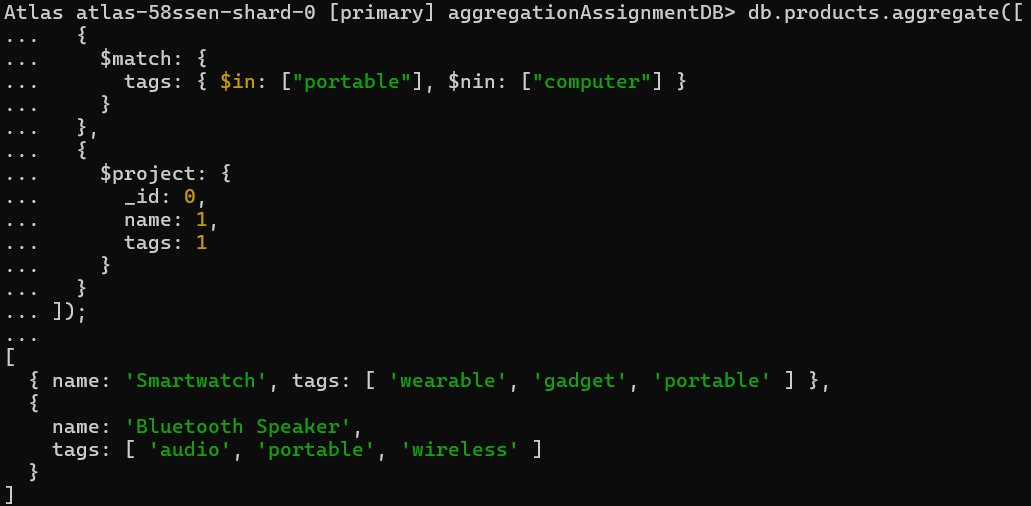 Atlas atlas-58ssen-shard-0 [primary] aggregationAssignmentDB> db.products.aggregate([
...   {
...     $match: {
...       tags: { $in: ["portable"], $nin: ["computer"] }
...     }
...   },
...   {
...     $project: {
...       _id: 0,
...       name: 1,
...       tags: 1
...     }
...   }
... ]);
...
[
  { name: 'Smartwatch', tags: [ 'wearable', 'gadget', 'portable' ] },
  {
    name: 'Bluetooth Speaker',
    tags: [ 'audio', 'portable', 'wireless' ]
  }
]